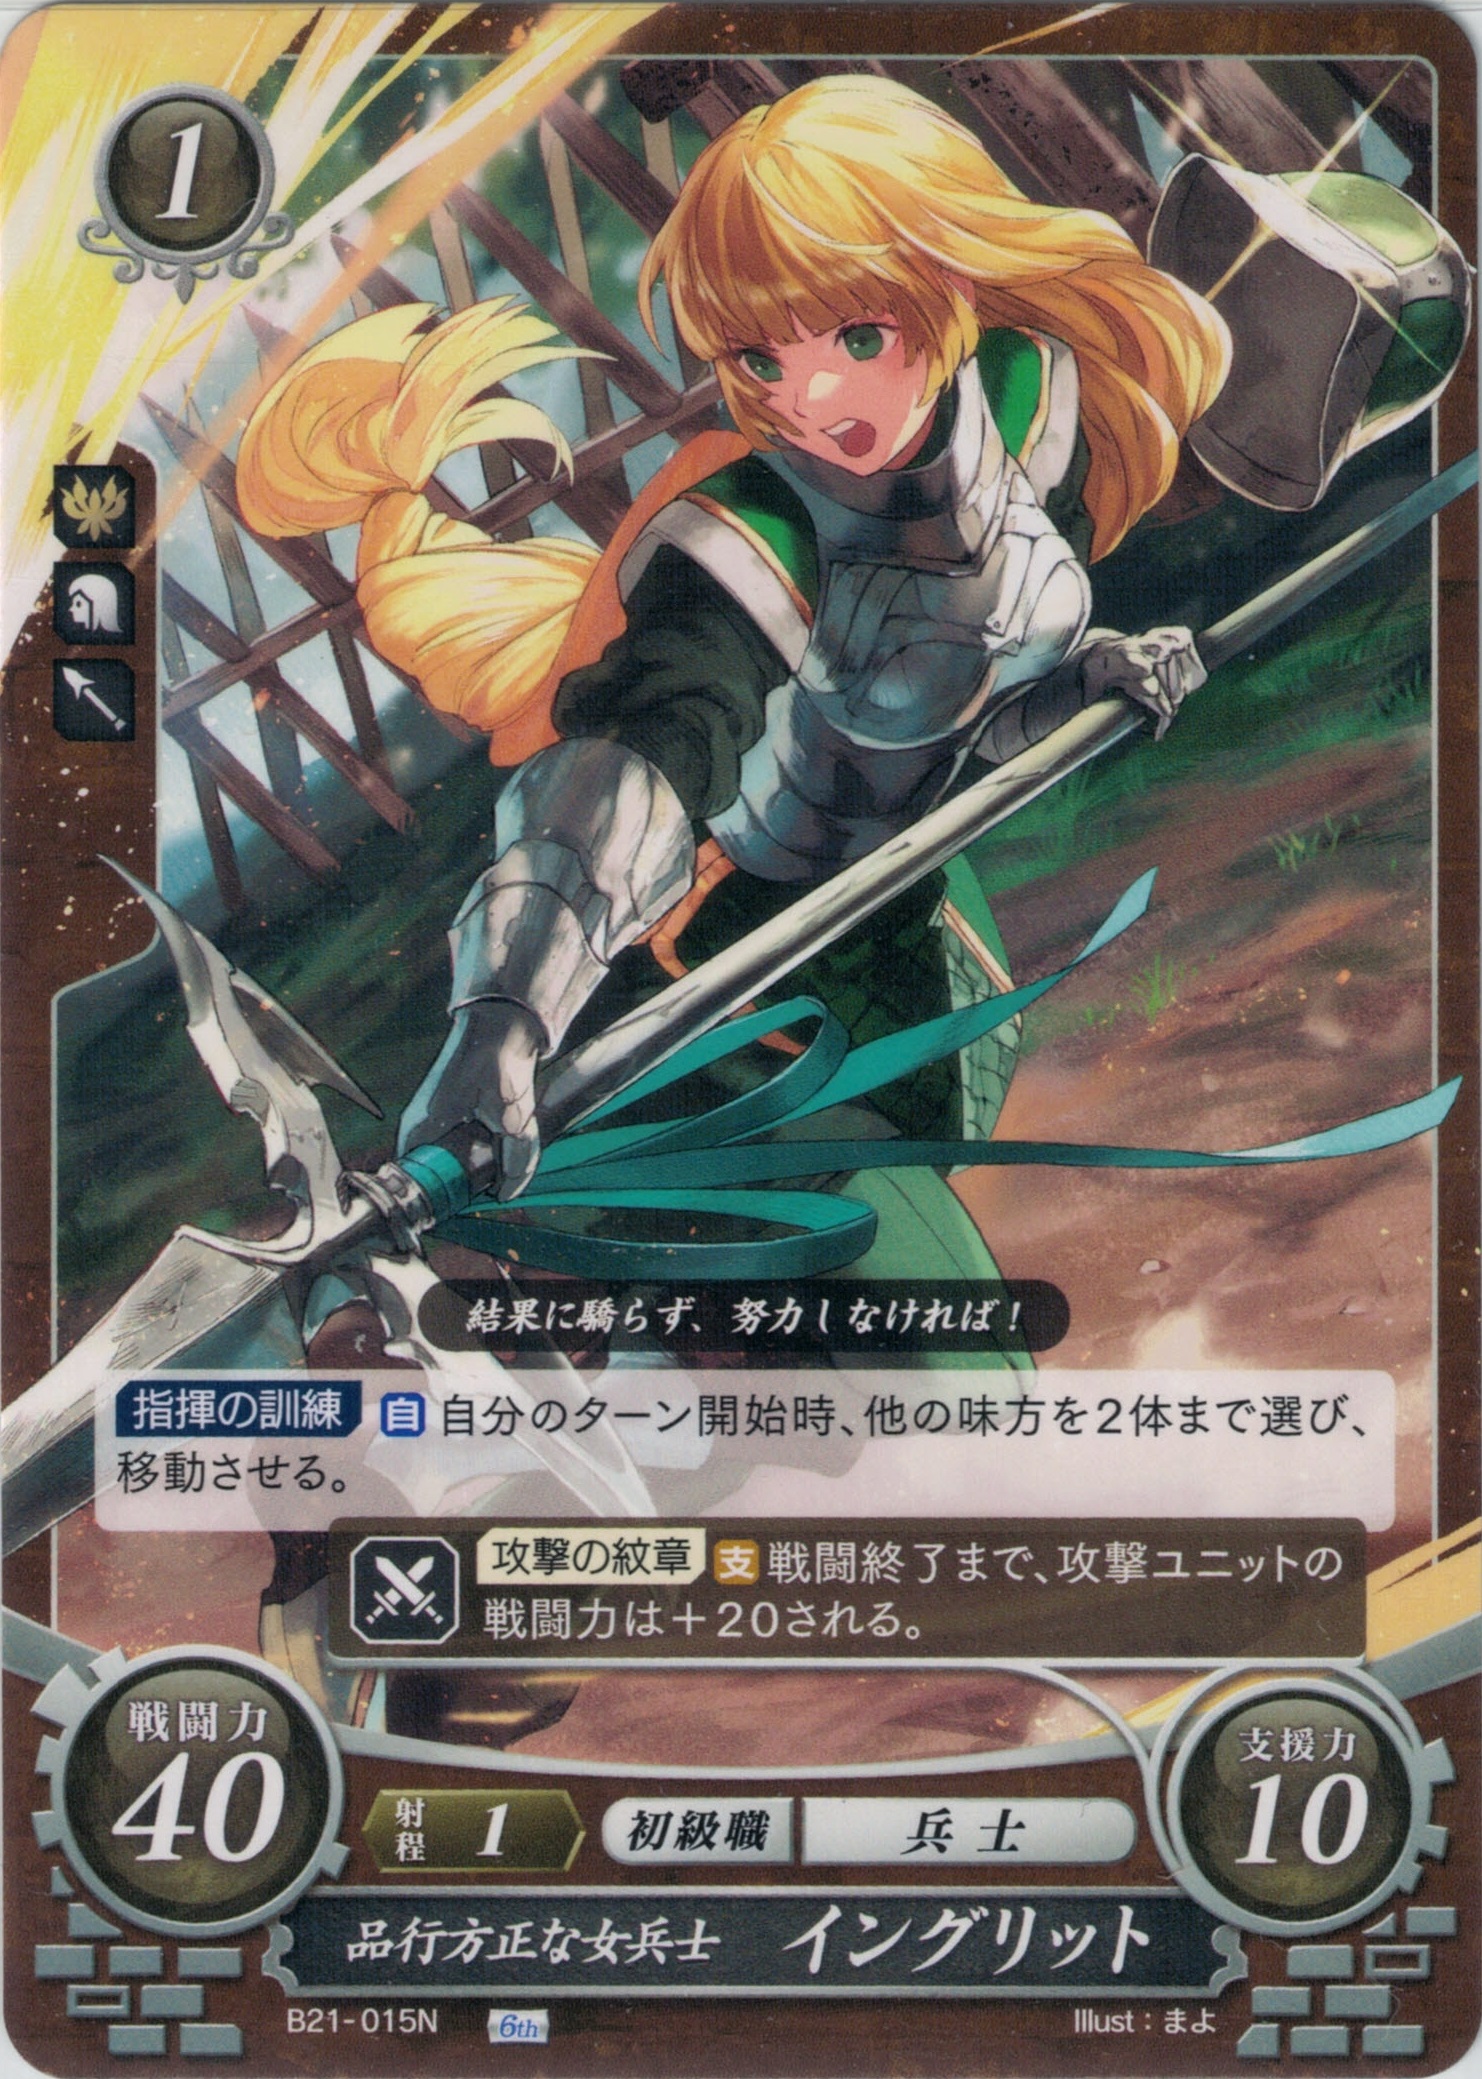 1
結果に驕らず、努力しなければ!
指揮の訓練 自 自分のターン開始時、他の味方を2体まで選び、
移動させる。
攻撃の紋章 支 戦闘終了まで、攻撃ユニットの
戦闘力は+20される。
戦闘力
40
射程 1
初級職
兵士
支援力
10
品行方正な女兵士 イングリット
B21-015N 6th
Illust:まよ